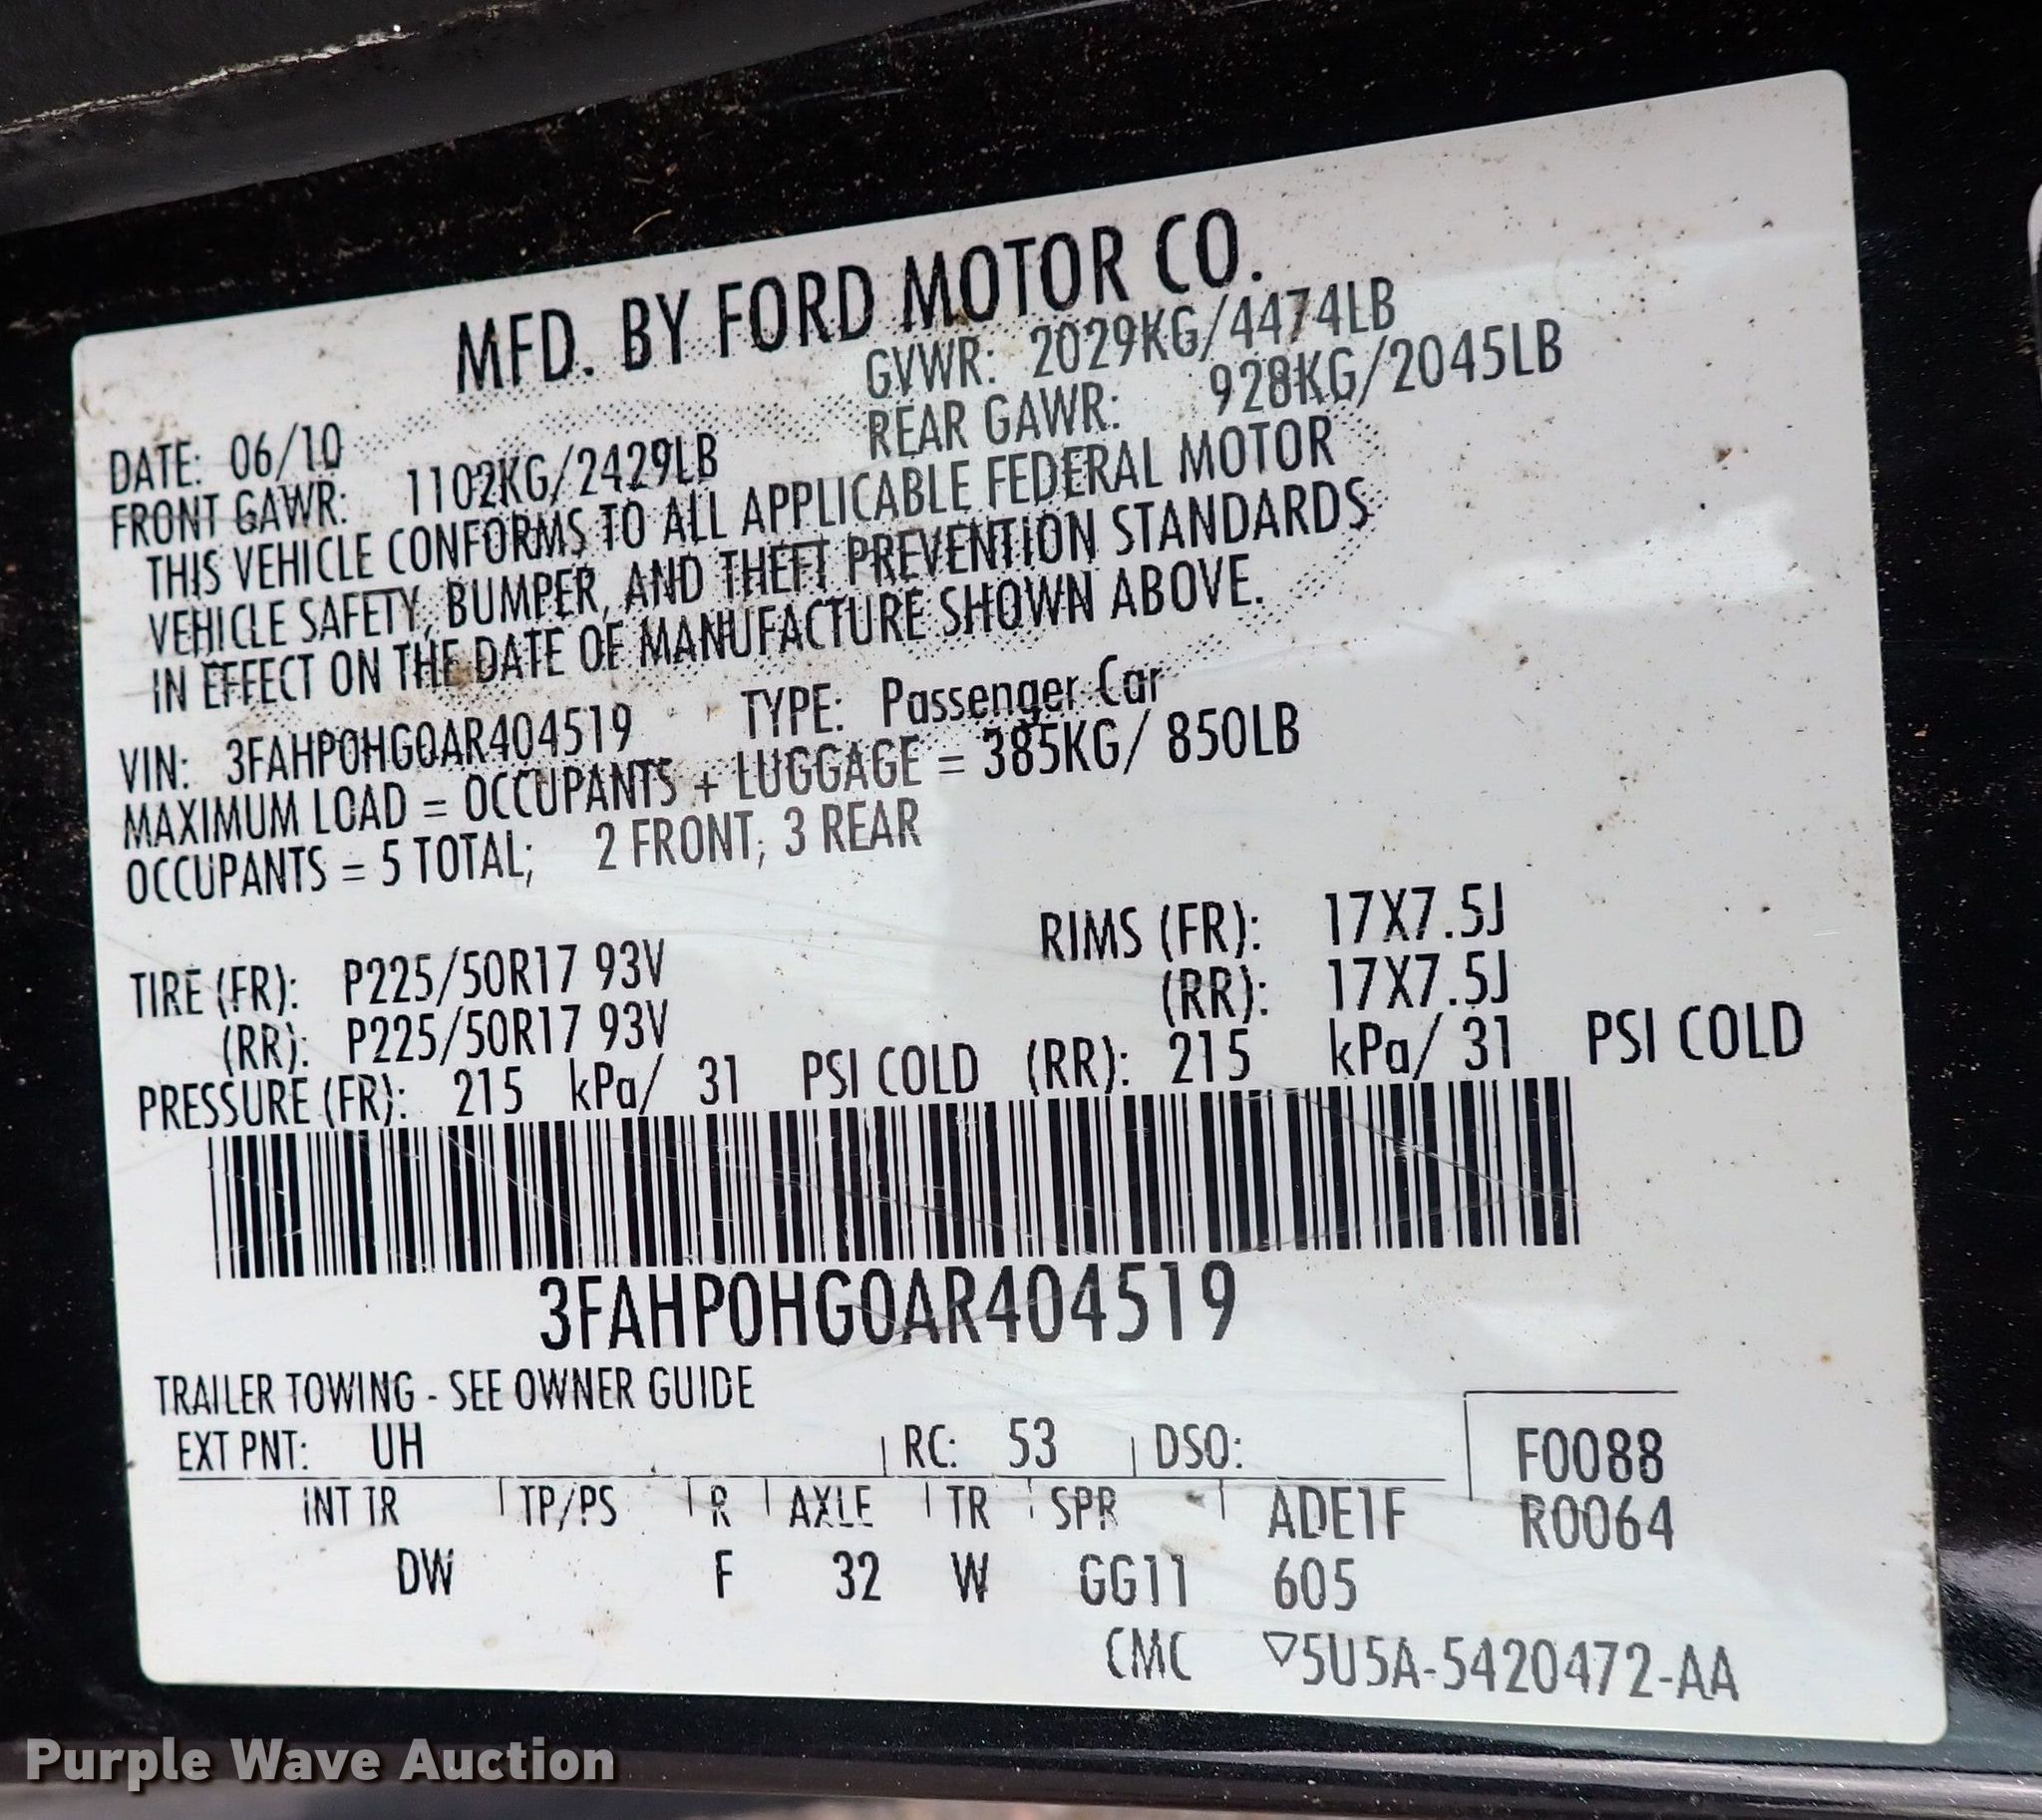 MFD. BY FORD MOTOR CO.
DATE: 06/10 GVWR: 2029KG/4474LB
FRONT GAWR: 1102KG/2429LB REAR GAWR: 928KG/2045LB
THIS VEHICLE CONFORMS TO ALL APPLICABLE FEDERAL MOTOR
VEHICLE SAFETY, BUMPER, AND THEFT PREVENTION STANDARDS
IN EFFECT ON THE DATE OF MANUFACTURE SHOWN ABOVE.
VIN: 3FAHP0HG0AR404519 TYPE: Passenger Car
MAXIMUM LOAD = OCCUPANTS + LUGGAGE = 385KG/ 850LB
OCCUPANTS = 5 TOTAL; 2 FRONT, 3 REAR
TIRE (FR): P225/50R17 93V RIMS (FR): 17X7.5J
(RR): P225/50R17 93V (RR): 17X7.5J
PRESSURE (FR): 215 kPa/ 31 PSI COLD (RR): 215 kPa/ 31 PSI COLD
3FAHP0HG0AR404519
TRAILER TOWING - SEE OWNER GUIDE
EXT PNT: UH RC: 53 DSO: F0088
INT TR TP/PS R AXLE TR SPR ADE1F R0064
DW F 32 W GG11 605
CMC ▽5U5A-5420472-AA
Purple Wave Auction